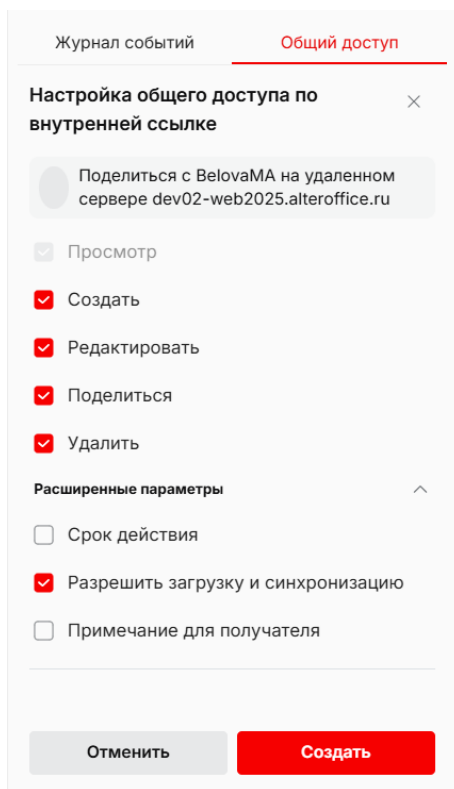 Журнал событий
Общий доступ
Настройка общего доступа по
внутренней ссылке
Поделиться с BelovaMA на удаленном
сервере dev02-web2025.alteroffice.ru
Просмотр
Создать
Редактировать
Поделиться
Удалить
Расширенные параметры
Срок действия
Разрешить загрузку и синхронизацию
Примечание для получателя
Отменить
Создать